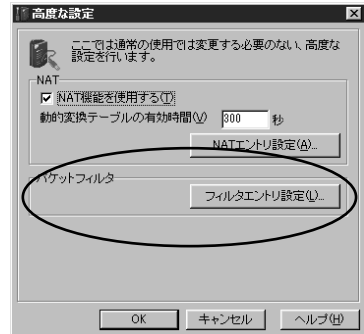 高度な設定
ここでは通常の使用では変更する必要のない、高度な
設定を行います。
NAT
NAT機能を使用する(T)
動的変換テーブルの有効時間(V) 300 秒
NATエントリ設定(A)...
パケットフィルタ
フィルタエントリ設定(L)...
OK キャンセル ヘルプ(H)